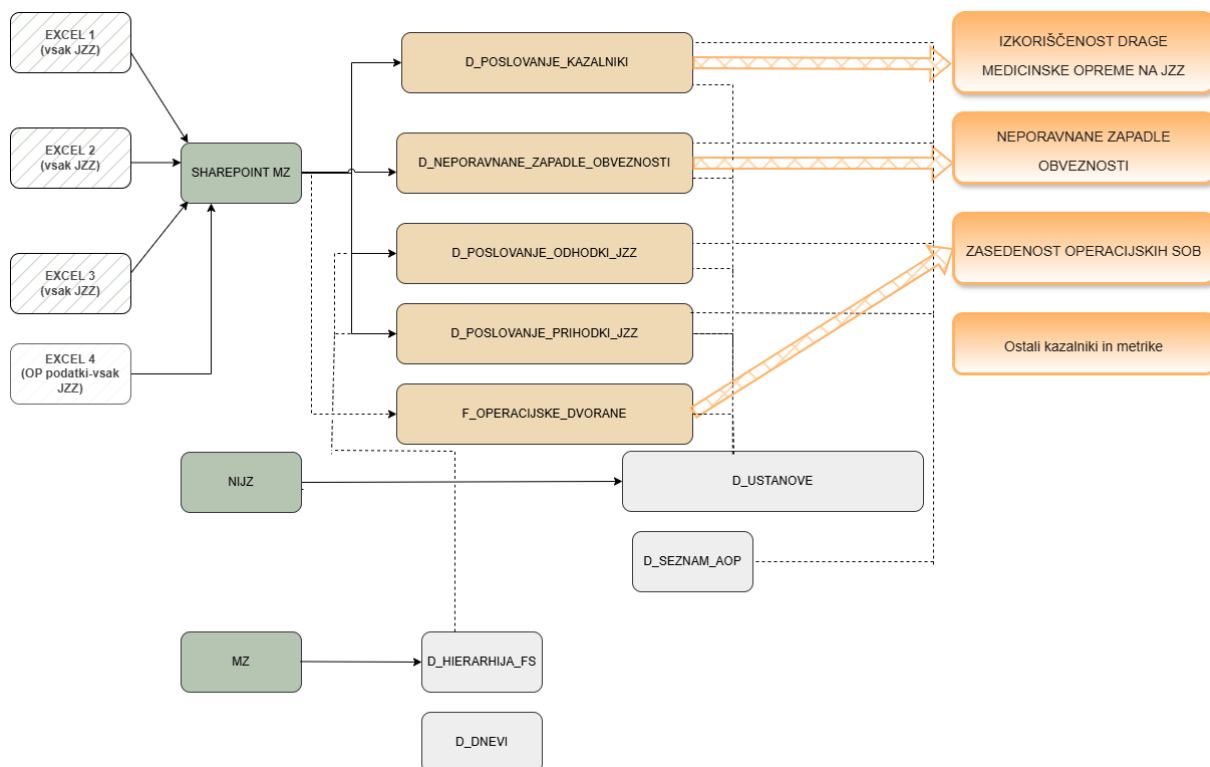 EXCEL 1
(vsak JZZ)
EXCEL 2
(vsak JZZ)
EXCEL 3
(vsak JZZ)
EXCEL 4
(OP podatki-vsak
JZZ)
SHAREPOINT MZ
NIJZ
MZ
D_POSLOVANJE_KAZALNIKI
D_NEPORAVNANE_ZAPADLE_OBVEZNOSTI
D_POSLOVANJE_ODHODKI_JZZ
D_POSLOVANJE_PRIHODKI_JZZ
F_OPERACIJSKE_DVORANE
D_USTANOVE
D_SEZNAM_AOP
D_HIERARHIJA_FS
D_DNEVI
IZKORIŠČENOST DRAGE
MEDICINSKE OPREME NA JZZ
NEPORAVNANE ZAPADLE
OBVEZNOSTI
ZASEDENOST OPERACIJSKIH SOB
Ostali kazalniki in metrike